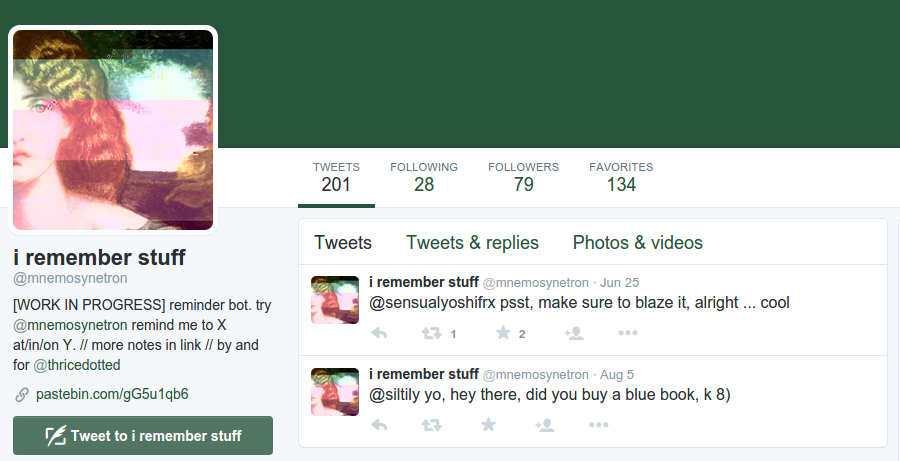 TWEETS FOLLOWING FOLLOWERS FAVORITES
201 28 79 134
i remember stuff
@mnemosynetron
[WORK IN PROGRESS] reminder bot. try
@mnemosynetron remind me to X
at/in/on Y. // more notes in link // by and
for @thricedotted
pastebin.com/gG5u1qb6
Tweet to i remember stuff
Tweets Tweets & replies Photos & videos
i remember stuff @mnemosynetron · Jun 25
@sensualyoshifrx psst, make sure to blaze it, alright ... cool
1 2
i remember stuff @mnemosynetron · Aug 5
@siltily yo, hey there, did you buy a blue book, k 8)